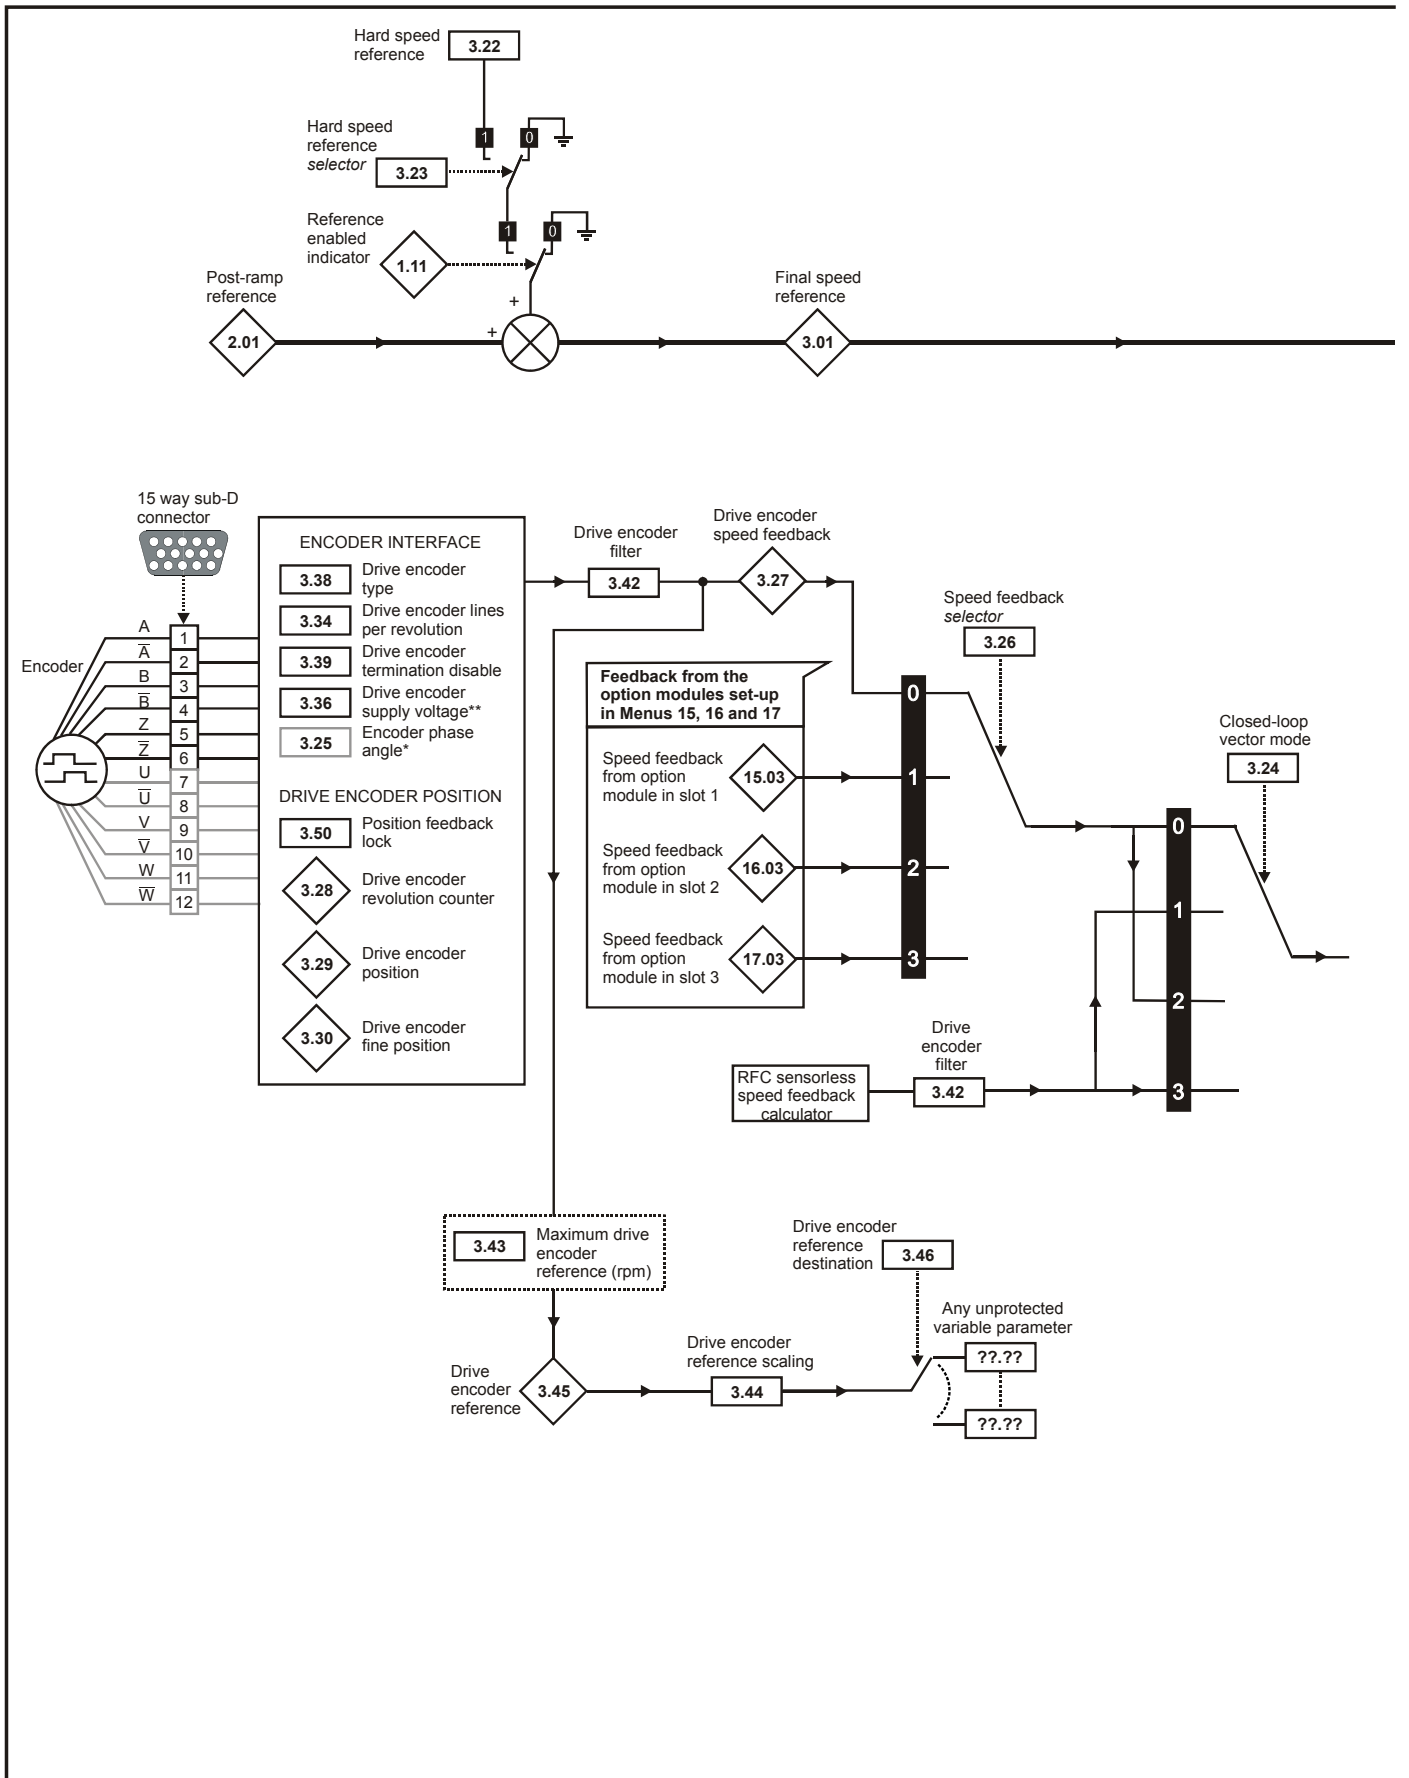 Hard speed
reference
3.22
1
0
Hard speed
reference
selector
3.23
Reference
enabled
indicator
1
0
1.11
Post-ramp
reference
Final speed
reference
+
+
2.01
3.01
15 way sub-D
connector
ENCODER INTERFACE
3.38
Drive encoder
type
3.34
Drive encoder lines
per revolution
3.39
Drive encoder
termination disable
3.36
Drive encoder
supply voltage**
3.25
Encoder phase
angle*
DRIVE ENCODER POSITION
3.50
Position feedback
lock
3.28
Drive encoder
revolution counter
3.29
Drive encoder
position
3.30
Drive encoder
fine position
Encoder
A
1
A̅
2
B
3
B̅
4
Z
5
Z̅
6
U
7
U̅
8
V
9
V̅
10
W
11
W̅
12
Drive encoder
filter
3.42
Drive encoder
speed feedback
3.27
Feedback from the
option modules set-up
in Menus 15, 16 and 17
Speed feedback
from option
module in slot 1
15.03
Speed feedback
from option
module in slot 2
16.03
Speed feedback
from option
module in slot 3
17.03
0
1
2
3
Speed feedback
selector
3.26
Closed-loop
vector mode
3.24
0
1
2
3
RFC sensorless
speed feedback
calculator
Drive
encoder
filter
3.42
3.43
Maximum drive
encoder
reference (rpm)
Drive
encoder
reference
3.45
Drive encoder
reference scaling
3.44
Drive encoder
reference
destination
3.46
Any unprotected
variable parameter
??.??
??.??